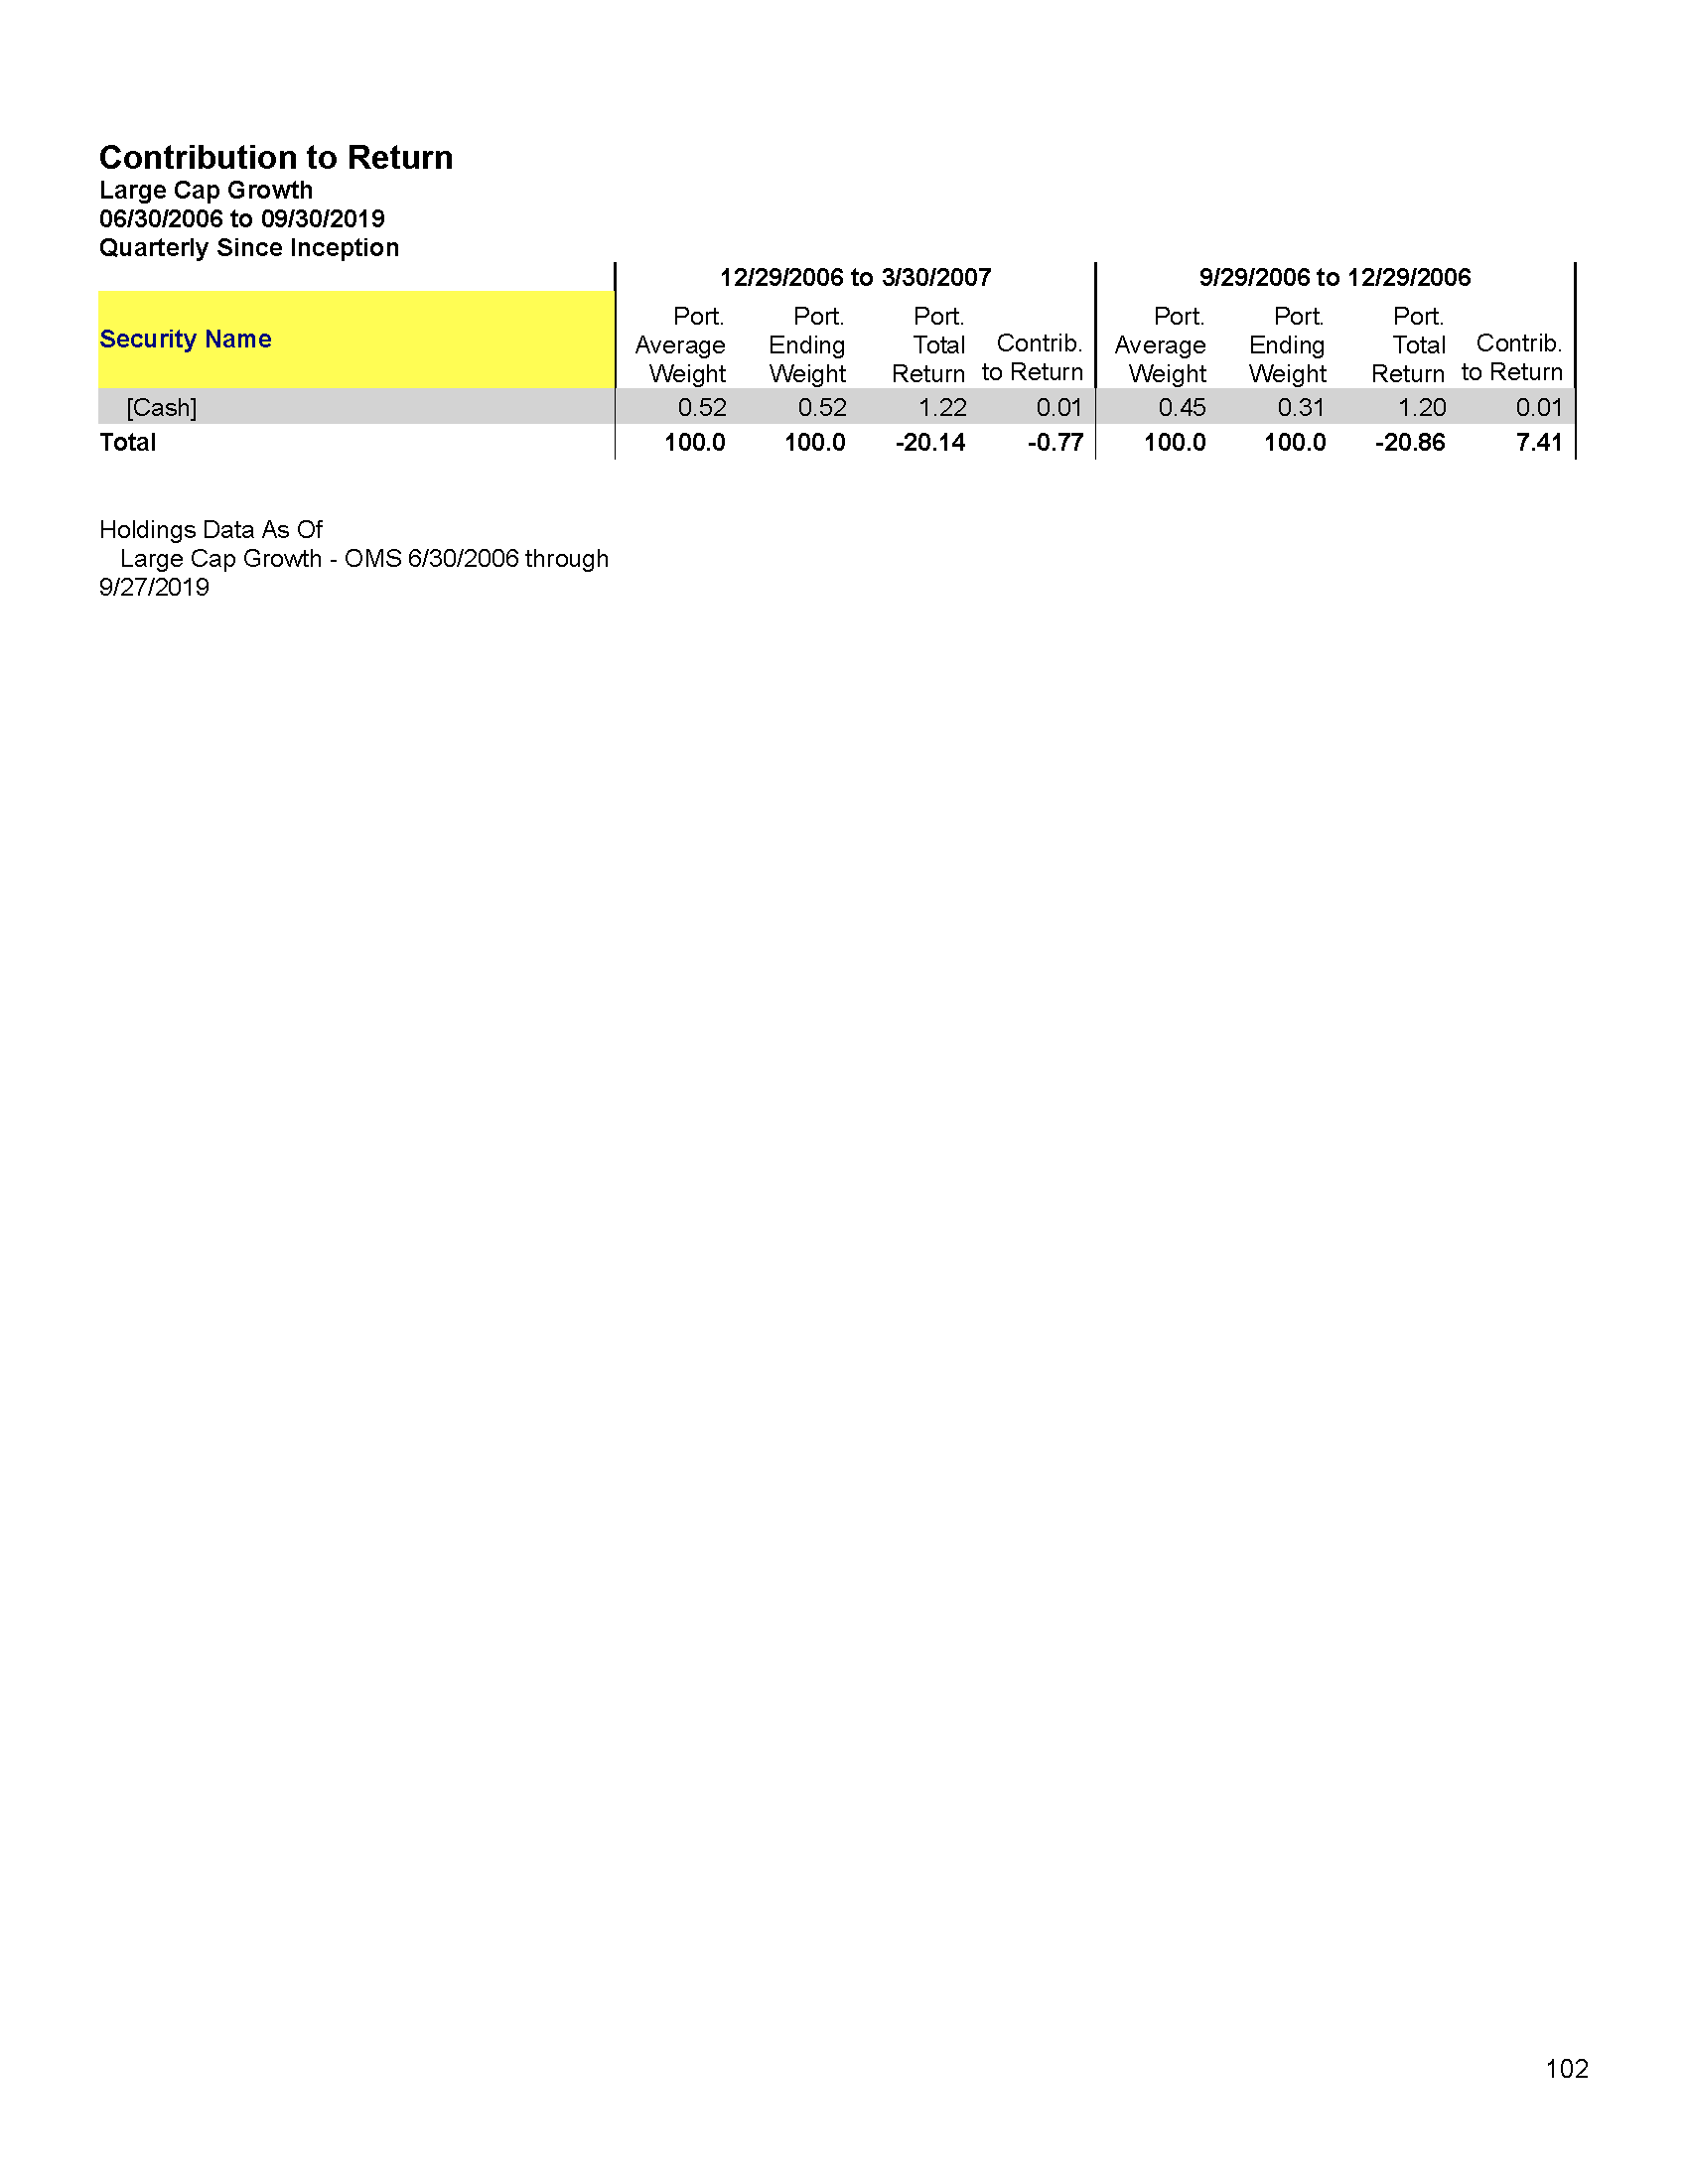 Contribution to Return
Large Cap Growth
06/30/2006 to 09/30/2019
Quarterly Since Inception
12/29/2006 to 3/30/2007 9/29/2006 to 12/29/2006
Security Name
Port. Port. Port. Port. Port. Port.
Average Ending Total Contrib. Average Ending Total Contrib.
Weight Weight Return to Return Weight Weight Return to Return
[Cash] 0.52 0.52 1.22 0.01 0.45 0.31 1.20 0.01
Total 100.0 100.0 -20.14 -0.77 100.0 100.0 -20.86 7.41
Holdings Data As Of
Large Cap Growth - OMS 6/30/2006 through
9/27/2019
102